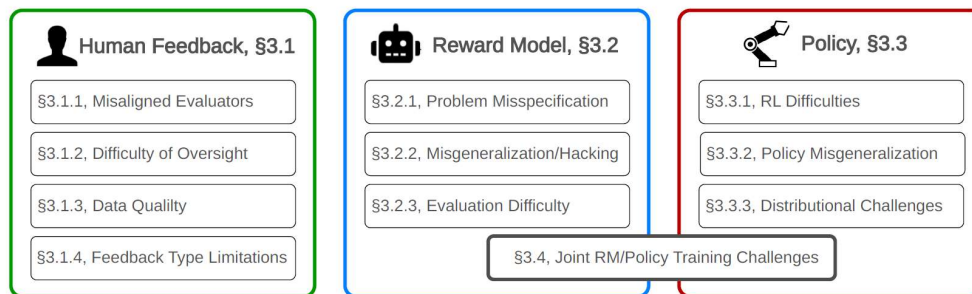 Human Feedback, §3.1
§3.1.1, Misaligned Evaluators
§3.1.2, Difficulty of Oversight
§3.1.3, Data Qualilty
§3.1.4, Feedback Type Limitations
Reward Model, §3.2
§3.2.1, Problem Misspecification
§3.2.2, Misgeneralization/Hacking
§3.2.3, Evaluation Difficulty
Policy, §3.3
§3.3.1, RL Difficulties
§3.3.2, Policy Misgeneralization
§3.3.3, Distributional Challenges
§3.4, Joint RM/Policy Training Challenges